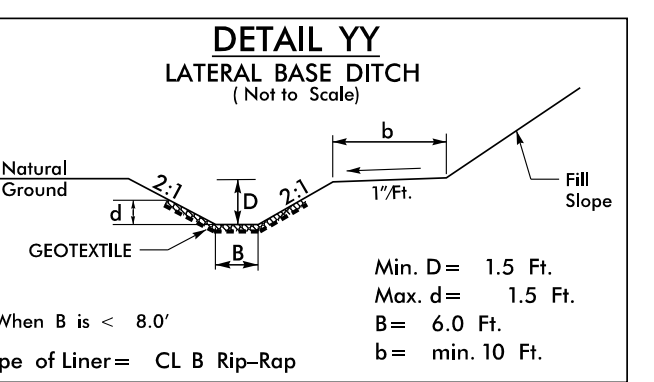 DETAIL YY
LATERAL BASE DITCH
( Not to Scale)
b
Natural
Ground
2:1
D
2:1
1"/Ft.
Fill
Slope
d
GEOTEXTILE
B
Min. D= 1.5 Ft.
Max. d= 1.5 Ft.
B= 6.0 Ft.
b= min. 10 Ft.
When B is < 8.0'
of Liner= CL B Rip-Rap